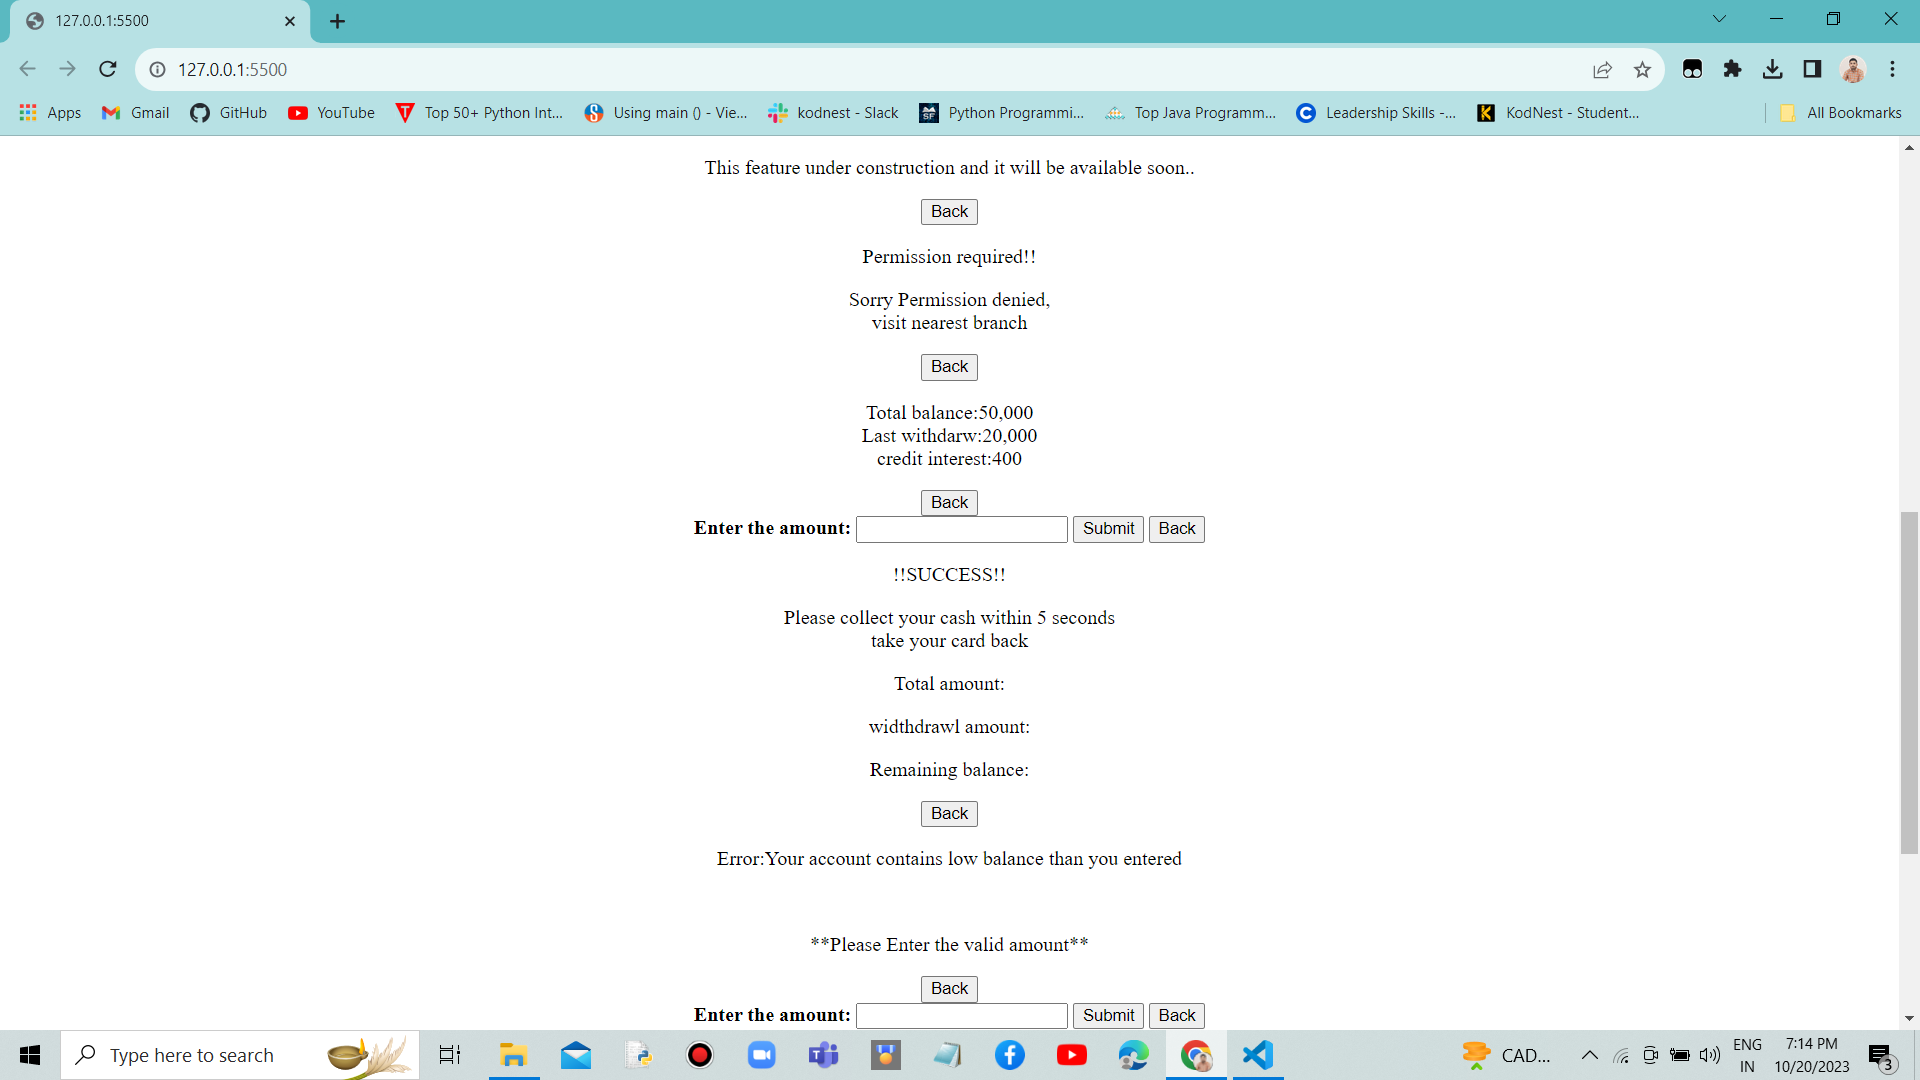 127.0.0.1:5500
127.0.0.1:5500
Apps
Gmail
GitHub
YouTube
Top 50+ Python Int...
Using main () - Vie...
kodnest - Slack
Python Programmi...
Top Java Programm...
Leadership Skills -...
KodNest - Student...
All Bookmarks
This feature under construction and it will be available soon..
Back
Permission required!!
Sorry Permission denied,
visit nearest branch
Back
Total balance:50,000
Last withdarw:20,000
credit interest:400
Back
Enter the amount: Submit Back
!!SUCCESS!!
Please collect your cash within 5 seconds
take your card back
Total amount:
widthdrawl amount:
Remaining balance:
Back
Error:Your account contains low balance than you entered
**Please Enter the valid amount**
Back
Enter the amount: Submit Back
Type here to search
CAD...
ENG
IN
7:14 PM
10/20/2023
3